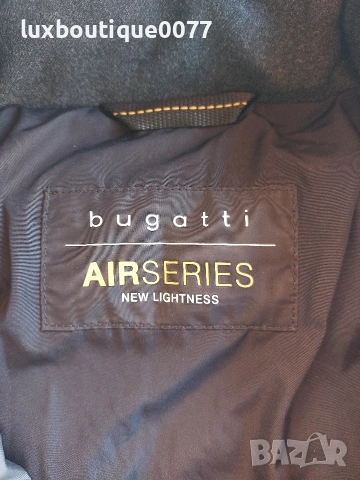 luxboutique0077
bugatti
AIRSERIES
NEW LIGHTNESS
BAZAR